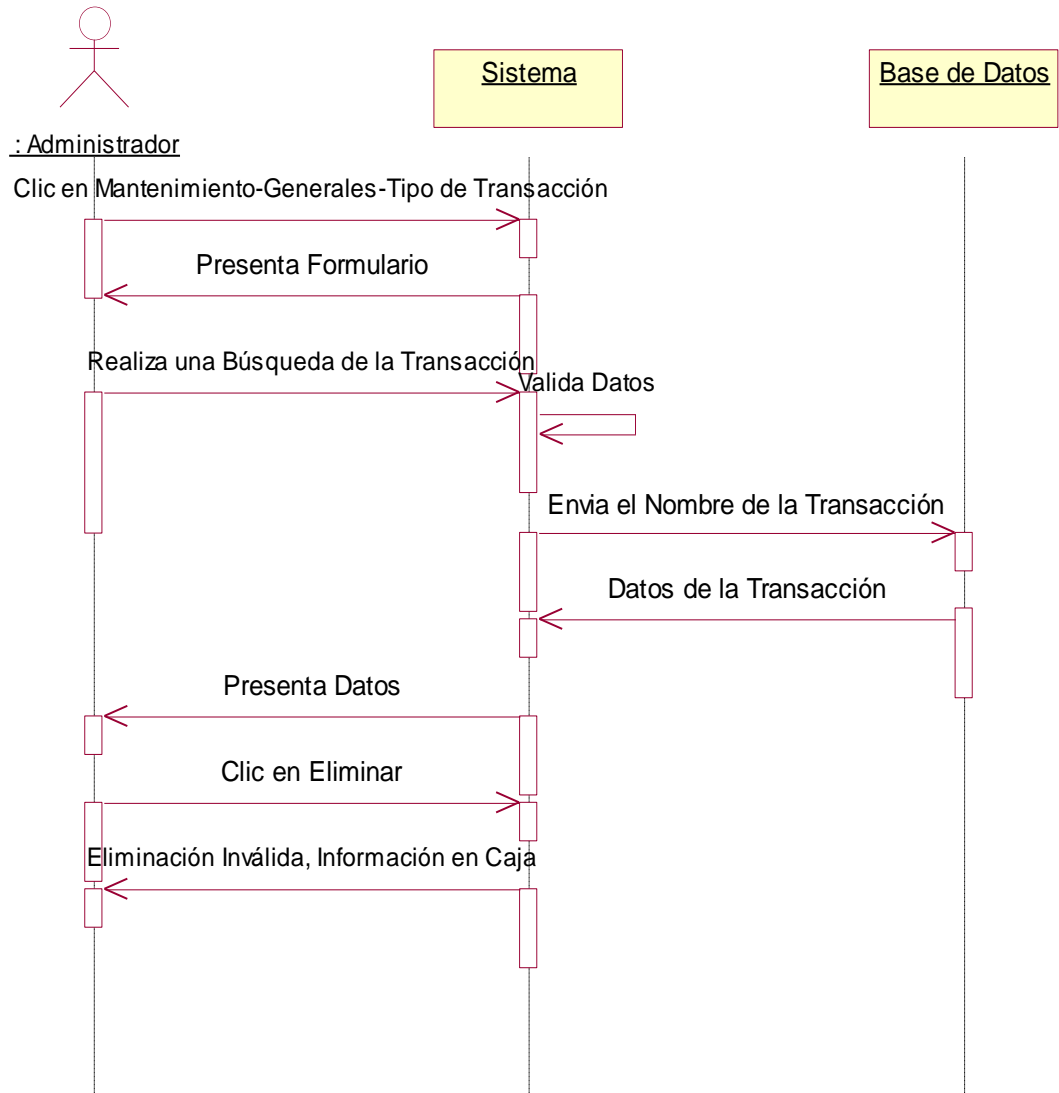 Sistema
Base de Datos
: Administrador
Clic en Mantenimiento-Generales-Tipo de Transacción
Presenta Formulario
Realiza una Búsqueda de la Transacción
Valida Datos
Envia el Nombre de la Transacción
Datos de la Transacción
Presenta Datos
Clic en Eliminar
Eliminación Inválida, Información en Caja